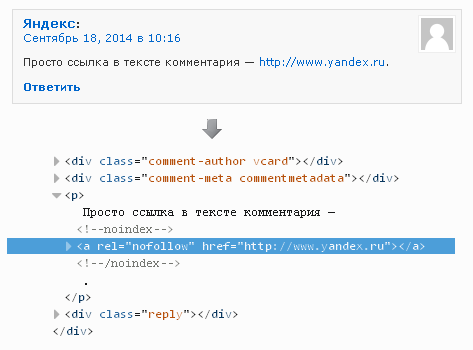 Яндекс:
Сентябрь 18, 2014 в 10:16
Просто ссылка в тексте комментария — http://www.yandex.ru.
Ответить
<div class="comment-author vcard"></div>
<div class="comment-meta commentmetadata"></div>
<p>
Просто ссылка в тексте комментария —
<!--noindex-->
<a rel="nofollow" href="http://www.yandex.ru"></a>
<!--/noindex-->
.
</p>
<div class="reply"></div>
</div>